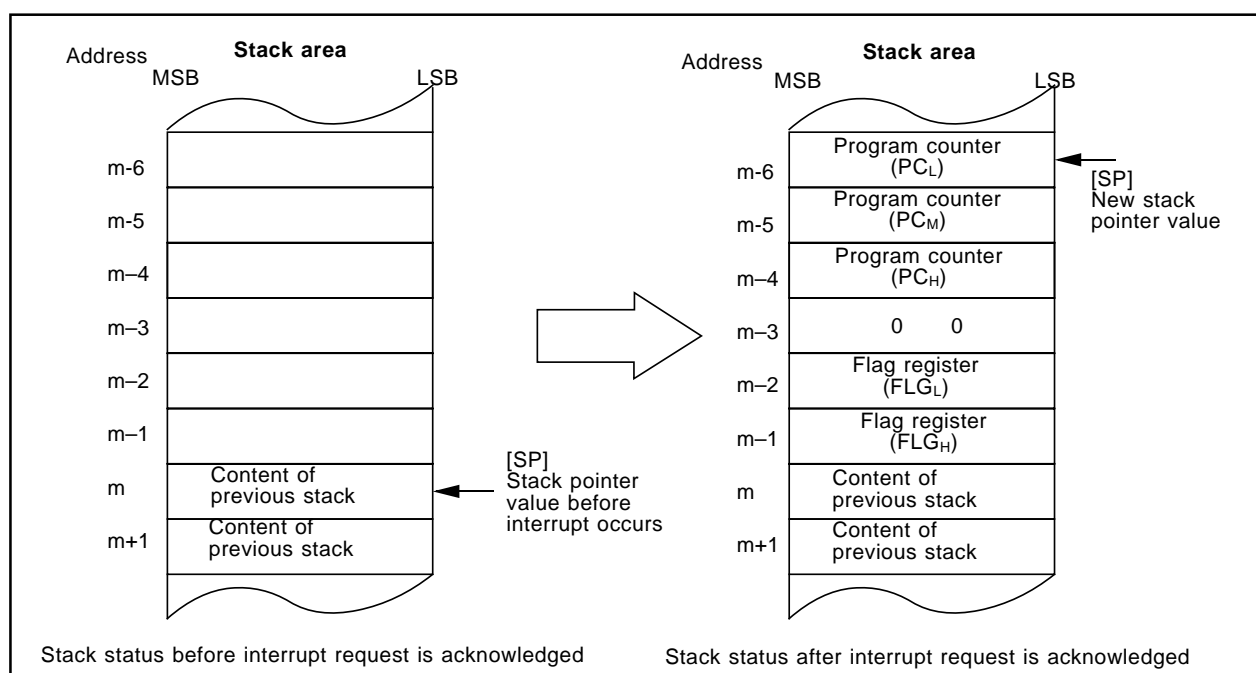 Stack area
Address
MSB
LSB
m-6
m-5
m–4
m–3
m–2
m–1
m
Content of
previous stack
m+1
Content of
previous stack
[SP]
Stack pointer
value before
interrupt occurs
Stack status before interrupt request is acknowledged
Stack area
Address
MSB
LSB
m-6
Program counter
(PCL)
[SP]
New stack
pointer value
m-5
Program counter
(PCM)
m–4
Program counter
(PCH)
m–3
0 0
m–2
Flag register
(FLGL)
m–1
Flag register
(FLGH)
m
Content of
previous stack
m+1
Content of
previous stack
Stack status after interrupt request is acknowledged